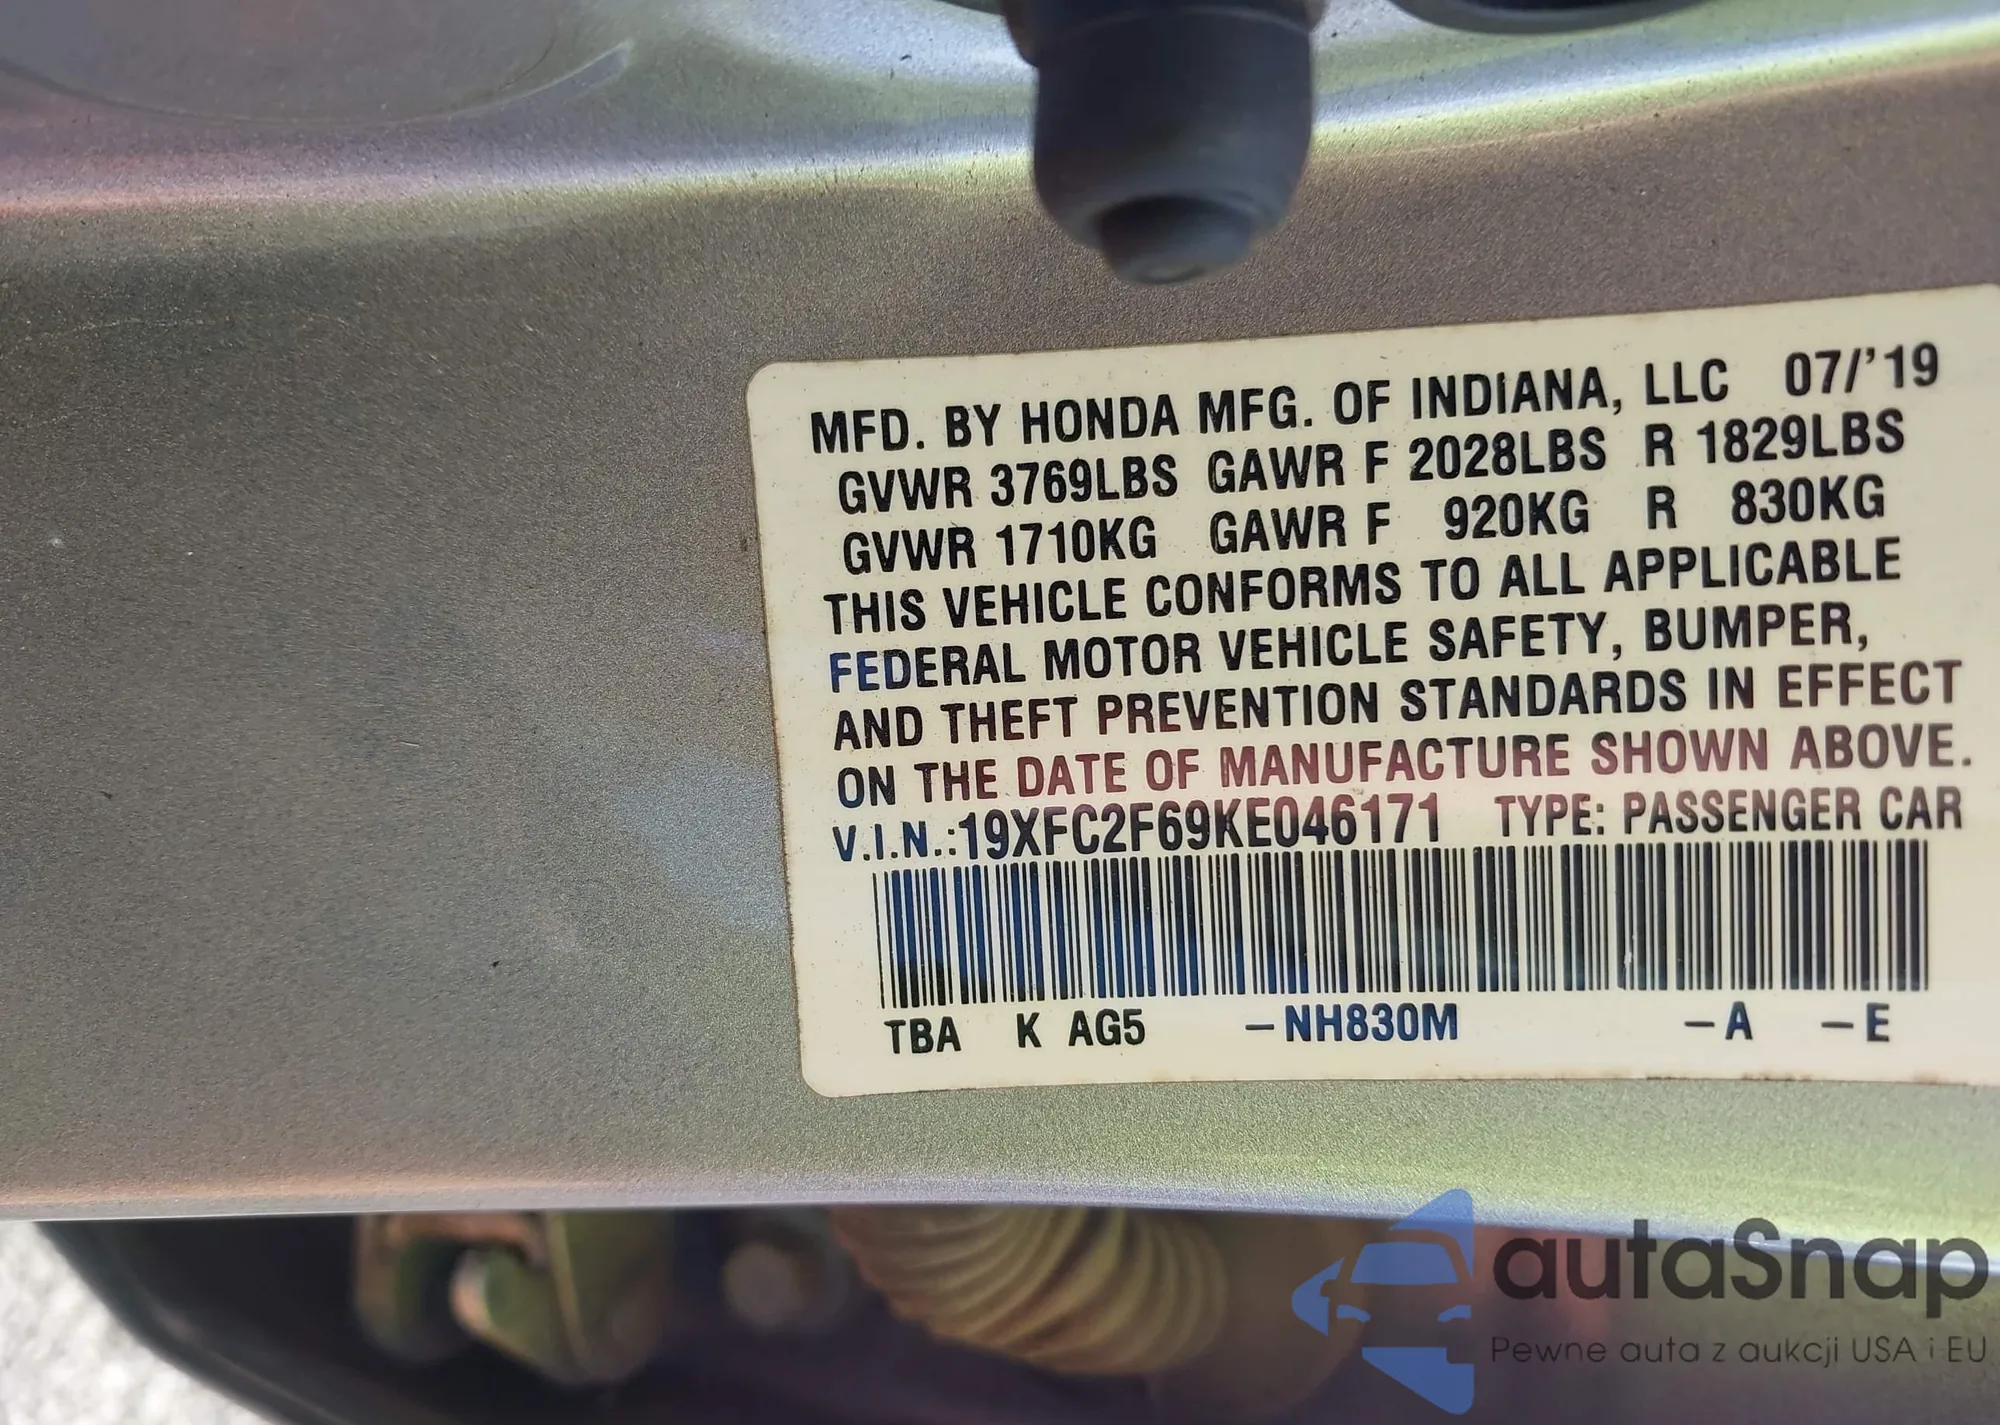 MFD. BY HONDA MFG. OF INDIANA, LLC 07/'19
GVWR 3769LBS GAWR F 2028LBS R 1829LBS
GVWR 1710KG GAWR F 920KG R 830KG
THIS VEHICLE CONFORMS TO ALL APPLICABLE
FEDERAL MOTOR VEHICLE SAFETY, BUMPER,
AND THEFT PREVENTION STANDARDS IN EFFECT
ON THE DATE OF MANUFACTURE SHOWN ABOVE.
V.I.N.:19XFC2F69KE046171 TYPE: PASSENGER CAR
TBA K AG5 -NH830M -A -E
autaSnap
Pewne auta z aukcji USA i EU